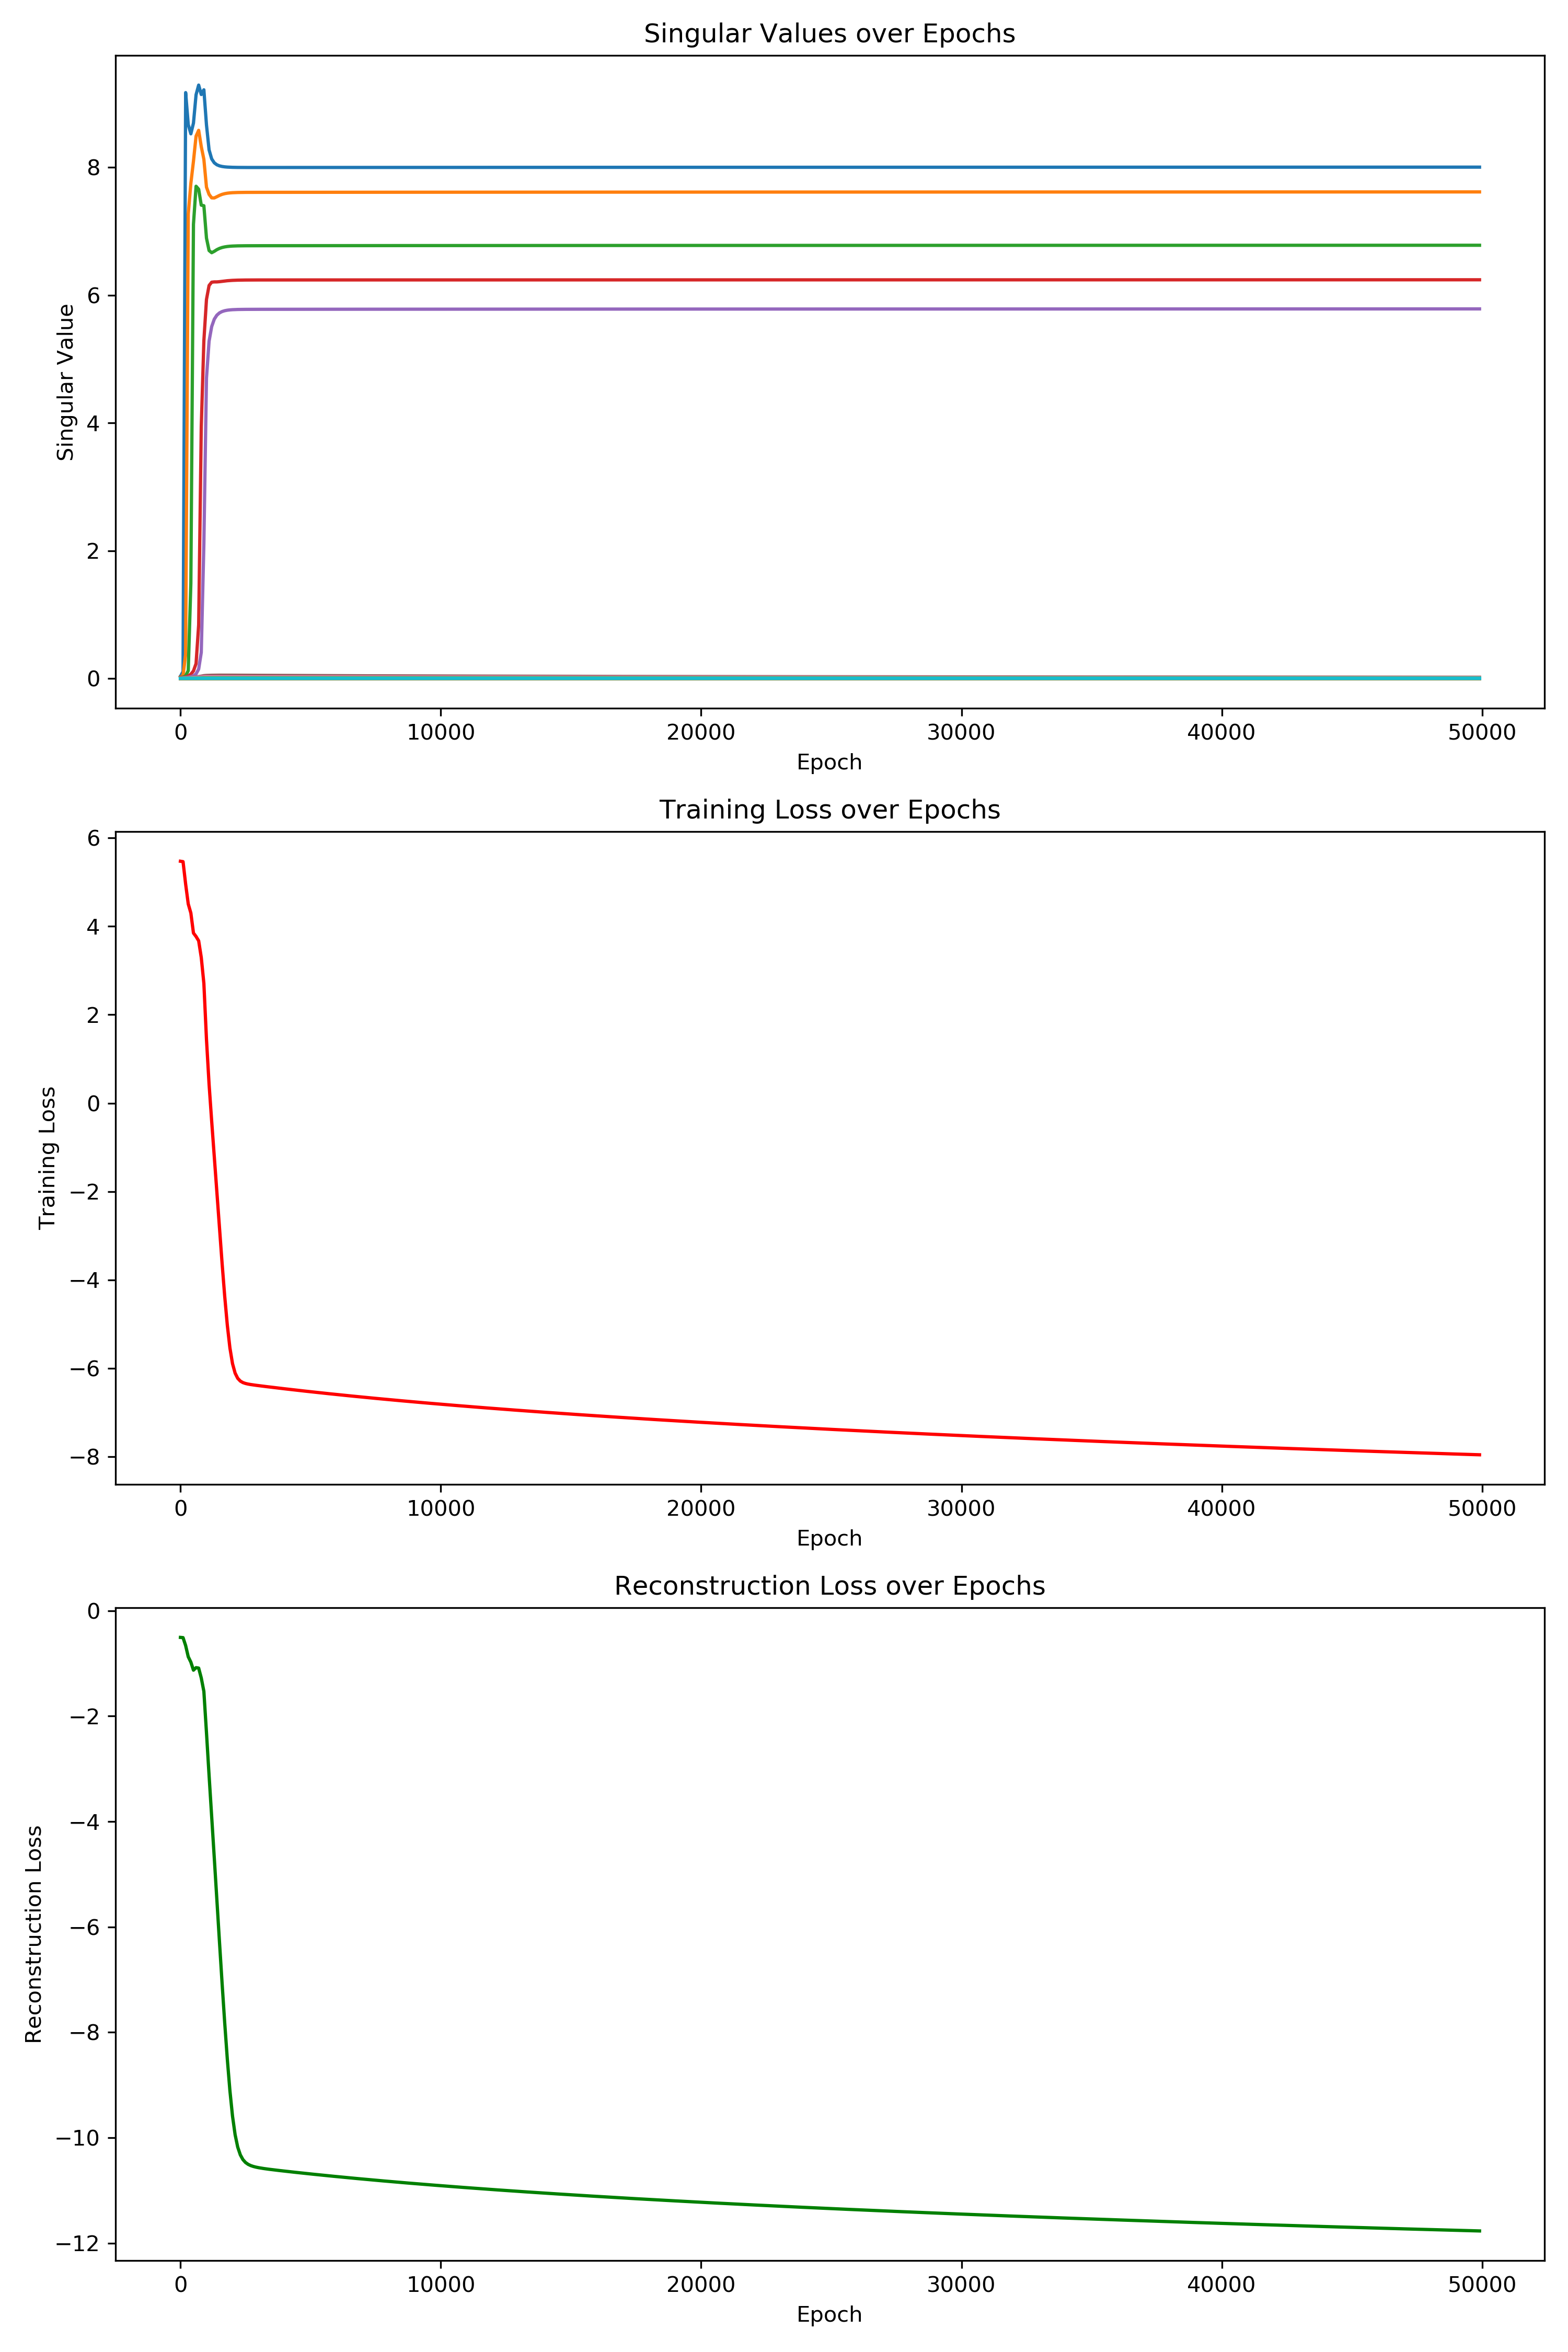 Singular Values over Epochs
Singular Value
8
6
4
2
0
0 10000 20000 30000 40000 50000
Epoch
Training Loss over Epochs
Training Loss
6
4
2
0
−2
−4
−6
−8
0 10000 20000 30000 40000 50000
Epoch
Reconstruction Loss over Epochs
Reconstruction Loss
0
−2
−4
−6
−8
−10
−12
0 10000 20000 30000 40000 50000
Epoch